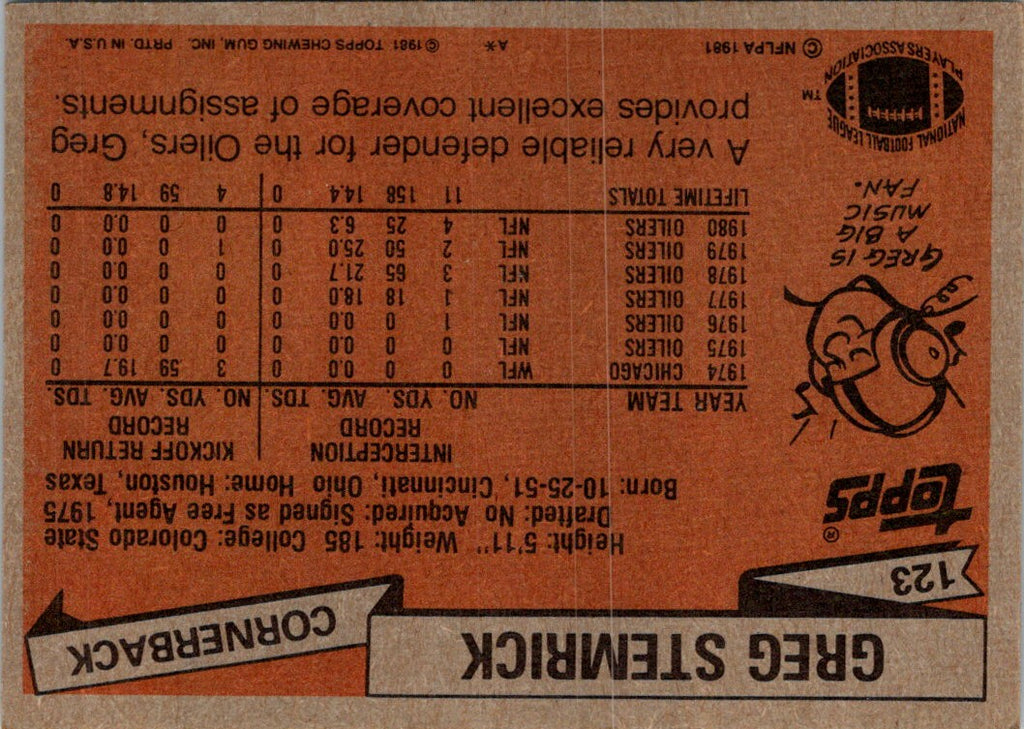 GREG STEMRICK
CORNERBACK
123
topps®
Height: 5'11" Weight: 185 College: Colorado State
Drafted: No Acquired: Signed as Free Agent, 1975
Born: 10-25-51, Cincinnati, Ohio Home: Houston, Texas
INTERCEPTION RECORD KICKOFF RETURN RECORD
YEAR TEAM NO. YDS. AVG. TDS. NO. YDS. AVG. TDS.
1974 CHICAGO WFL 0 0 0.0 0 3 59 19.7 0
1975 OILERS NFL 0 0 0.0 0 0 0 0.0 0
1976 OILERS NFL 1 0 0.0 0 0 0 0.0 0
1977 OILERS NFL 1 18 18.0 0 0 0 0.0 0
1978 OILERS NFL 3 65 21.7 0 0 0 0.0 0
1979 OILERS NFL 2 50 25.0 0 1 0 0.0 0
1980 OILERS NFL 4 25 6.3 0 0 0 0.0 0
LIFETIME TOTALS 11 158 14.4 0 4 59 14.8 0
GREG IS
A BIG
MUSIC
FAN.
A very reliable defender for the Oilers, Greg
provides excellent coverage of assignments.
NATIONAL FOOTBALL LEAGUE
PLAYERS ASSOCIATION
TM
© NFLPA 1981 A* © 1981 TOPPS CHEWING GUM, INC. PRTD. IN U.S.A.